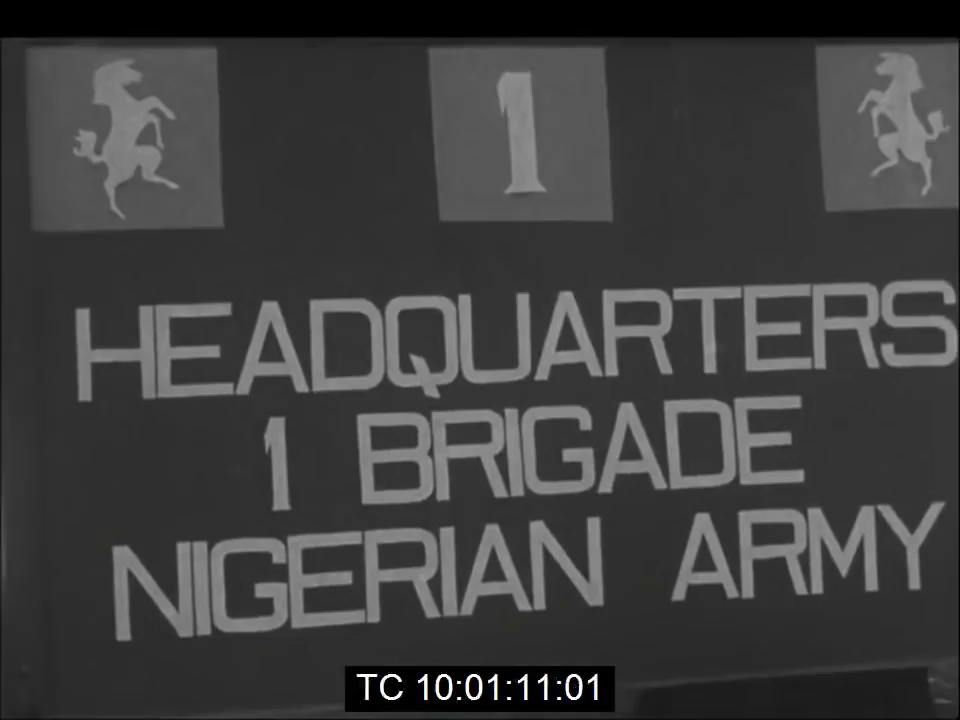 1
HEADQUARTERS
1 BRIGADE
NIGERIAN ARMY
TC 10:01:11:01